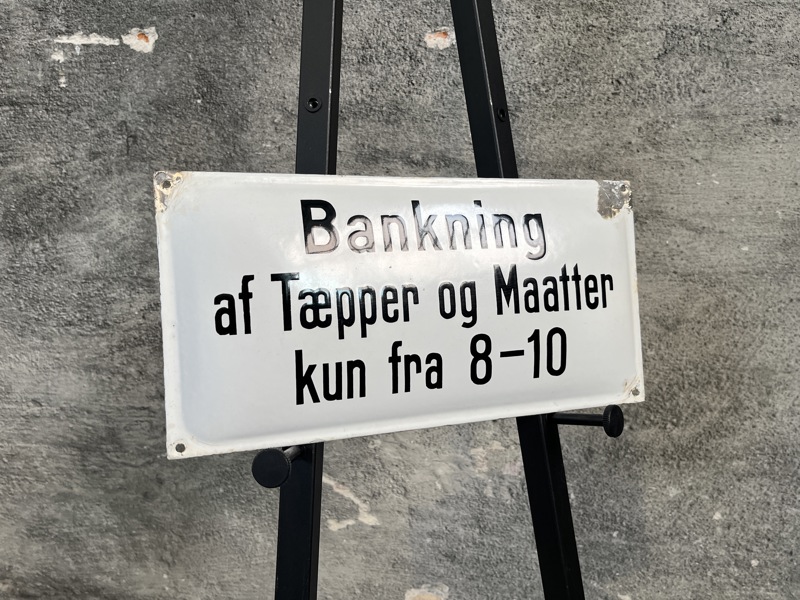 Bankning
af Tæpper og Maatter
kun fra 8-10